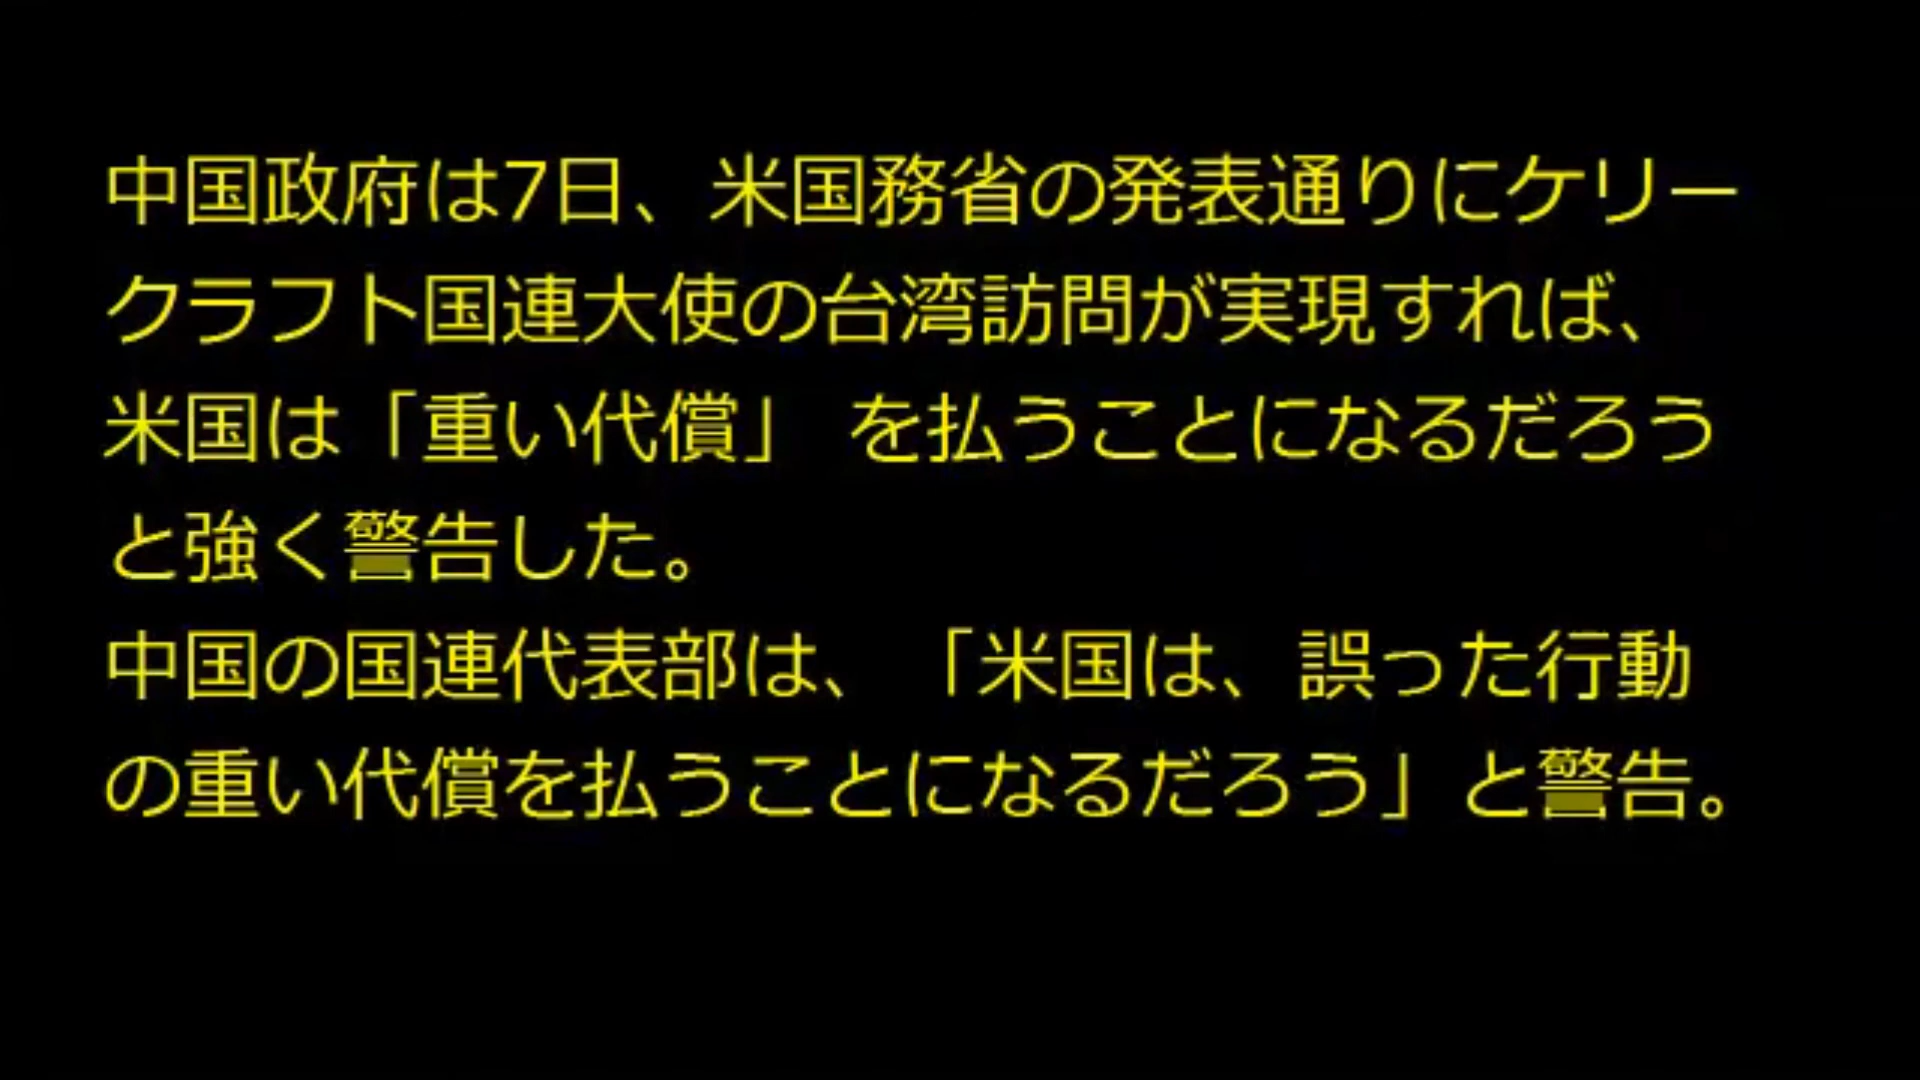 中国政府は7日、米国務省の発表通りにケリー
クラフト国連大使の台湾訪問が実現すれば、
米国は「重い代償」 を払うことになるだろう
と強く警告した。
中国の国連代表部は、 「米国は、誤った行動
の重い代償を払うことになるだろう」と警告。